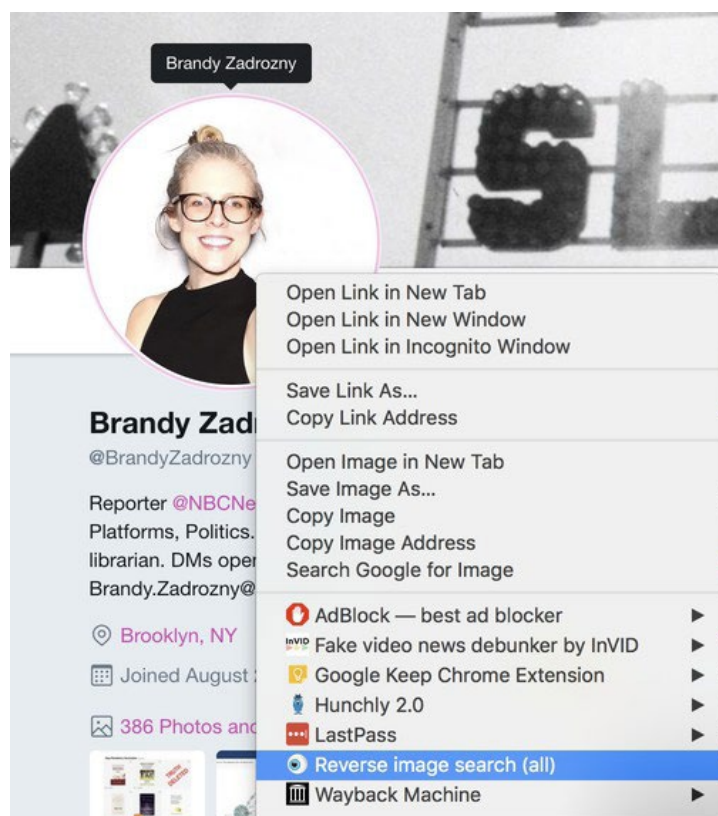 Brandy Zadrozny
SL
Brandy Zad
@BrandyZadrozny
Reporter @NBCNe
Platforms, Politics.
librarian. DMs oper
Brandy.Zadrozny@
Brooklyn, NY
Joined August
386 Photos and
TRUTH
DELETED
Open Link in New Tab
Open Link in New Window
Open Link in Incognito Window
Save Link As...
Copy Link Address
Open Image in New Tab
Save Image As...
Copy Image
Copy Image Address
Search Google for Image
AdBlock — best ad blocker
InVID Fake video news debunker by InVID
Google Keep Chrome Extension
Hunchly 2.0
LastPass
Reverse image search (all)
Wayback Machine